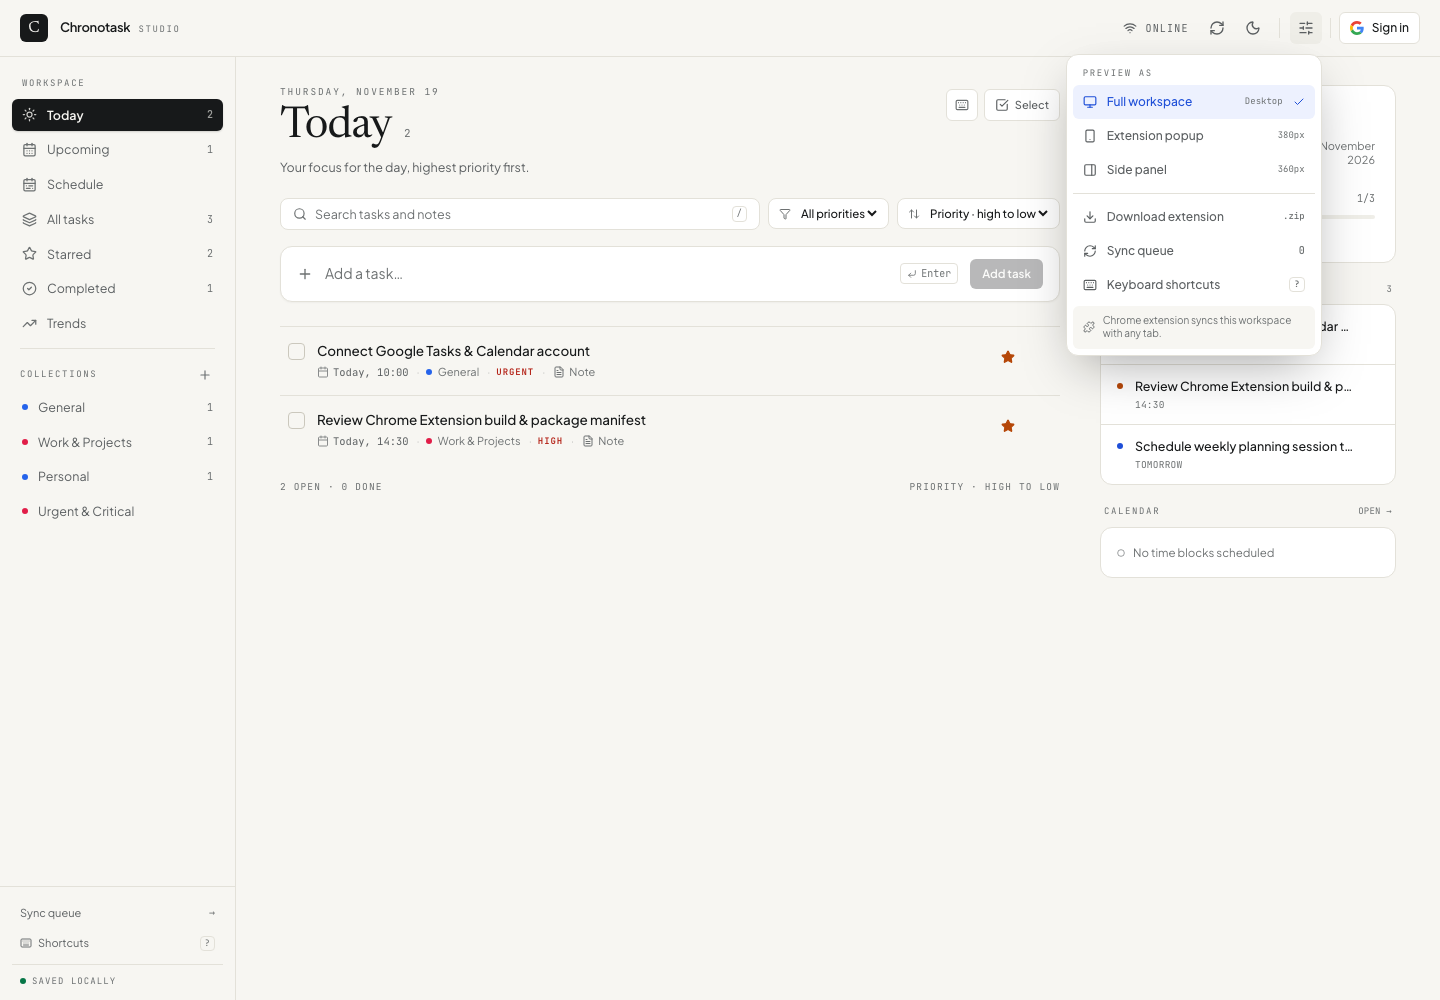 C Chronotask STUDIO
ONLINE
Sign in
WORKSPACE
Today 2
Upcoming 1
Schedule
All tasks 3
Starred 2
Completed 1
Trends
COLLECTIONS
General 1
Work & Projects 1
Personal 1
Urgent & Critical
Sync queue →
Shortcuts ?
SAVED LOCALLY
THURSDAY, NOVEMBER 19
Today 2
Your focus for the day, highest priority first.
Select
Search tasks and notes /
All priorities
Priority · high to low
Add a task...
Enter
Add task
Connect Google Tasks & Calendar account
Today, 10:00 · General · URGENT · Note
Review Chrome Extension build & package manifest
Today, 14:30 · Work & Projects · HIGH · Note
2 OPEN · 0 DONE
PRIORITY · HIGH TO LOW
PREVIEW AS
Full workspace Desktop
Extension popup 380px
Side panel 360px
Download extension .zip
Sync queue 0
Keyboard shortcuts ?
Chrome extension syncs this workspace
with any tab.
November
2026
1/3
3
dar ...
Review Chrome Extension build & p...
14:30
Schedule weekly planning session t...
TOMORROW
CALENDAR OPEN →
No time blocks scheduled